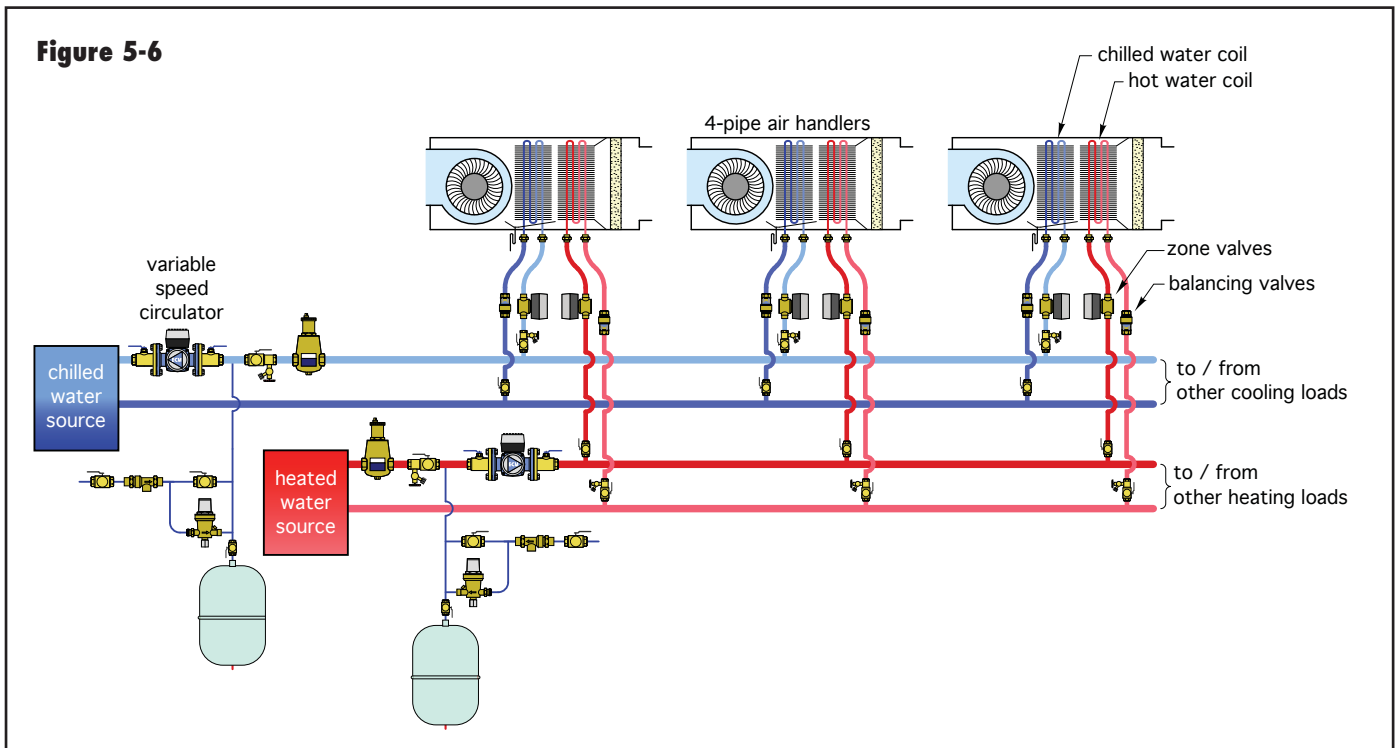 Figure 5-6
chilled water coil
hot water coil
4-pipe air handlers
zone valves
balancing valves
variable
speed
circulator
chilled
water
source
to / from
other cooling loads
heated
water
source
to / from
other heating loads